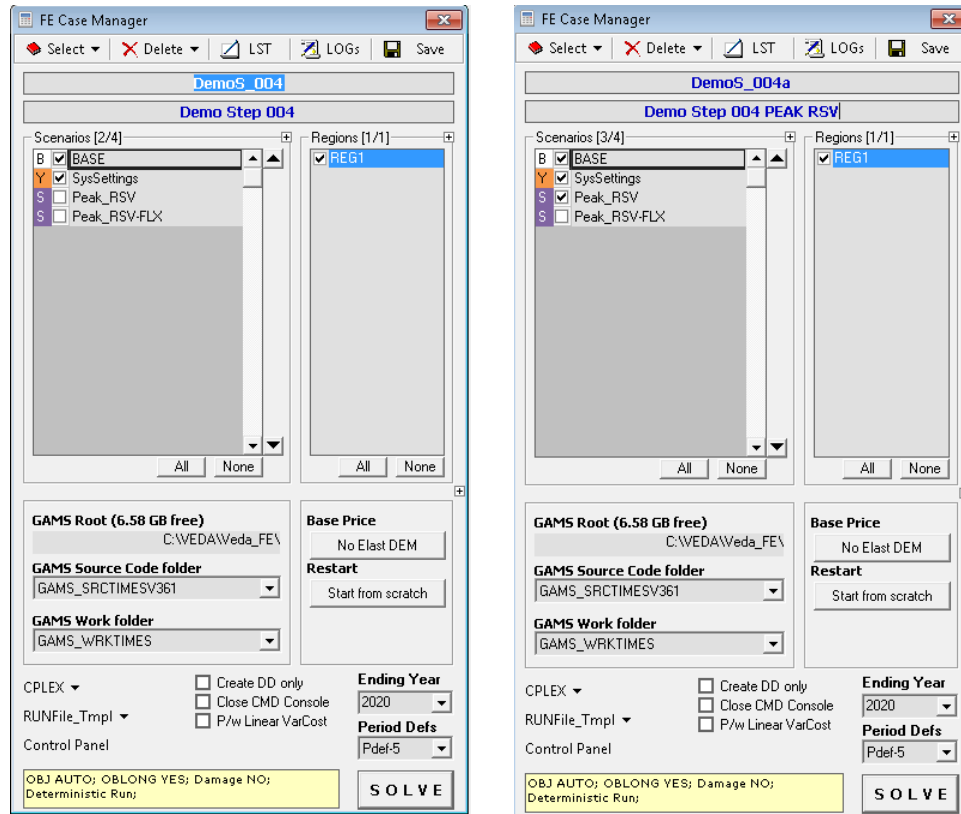 FE Case Manager
Select Delete LST LOGs Save
DemoS_004
Demo Step 004
Scenarios [2/4] Regions [1/1]
B BASE REG1
Y SysSettings
S Peak_RSV
S Peak_RSV-FLX
All None All None
GAMS Root (6.58 GB free) Base Price
C:\VEDA\Veda_FE\ No Elast DEM
GAMS Source Code folder Restart
GAMS_SRCTIMESV361 Start from scratch
GAMS Work folder
GAMS_WRKTIMES
CPLEX Create DD only Ending Year
Close CMD Console 2020
RUNFile_Tmpl P/w Linear VarCost Period Defs
Control Panel Pdef-5
OBJ AUTO; OBLONG YES; Damage NO;
Deterministic Run;
SOLVE
FE Case Manager
Select Delete LST LOGs Save
DemoS_004a
Demo Step 004 PEAK RSV
Scenarios [3/4] Regions [1/1]
B BASE REG1
Y SysSettings
S Peak_RSV
S Peak_RSV-FLX
All None All None
GAMS Root (6.58 GB free) Base Price
C:\VEDA\Veda_FE\ No Elast DEM
GAMS Source Code folder Restart
GAMS_SRCTIMESV361 Start from scratch
GAMS Work folder
GAMS_WRKTIMES
CPLEX Create DD only Ending Year
Close CMD Console 2020
RUNFile_Tmpl P/w Linear VarCost Period Defs
Control Panel Pdef-5
OBJ AUTO; OBLONG YES; Damage NO;
Deterministic Run;
SOLVE